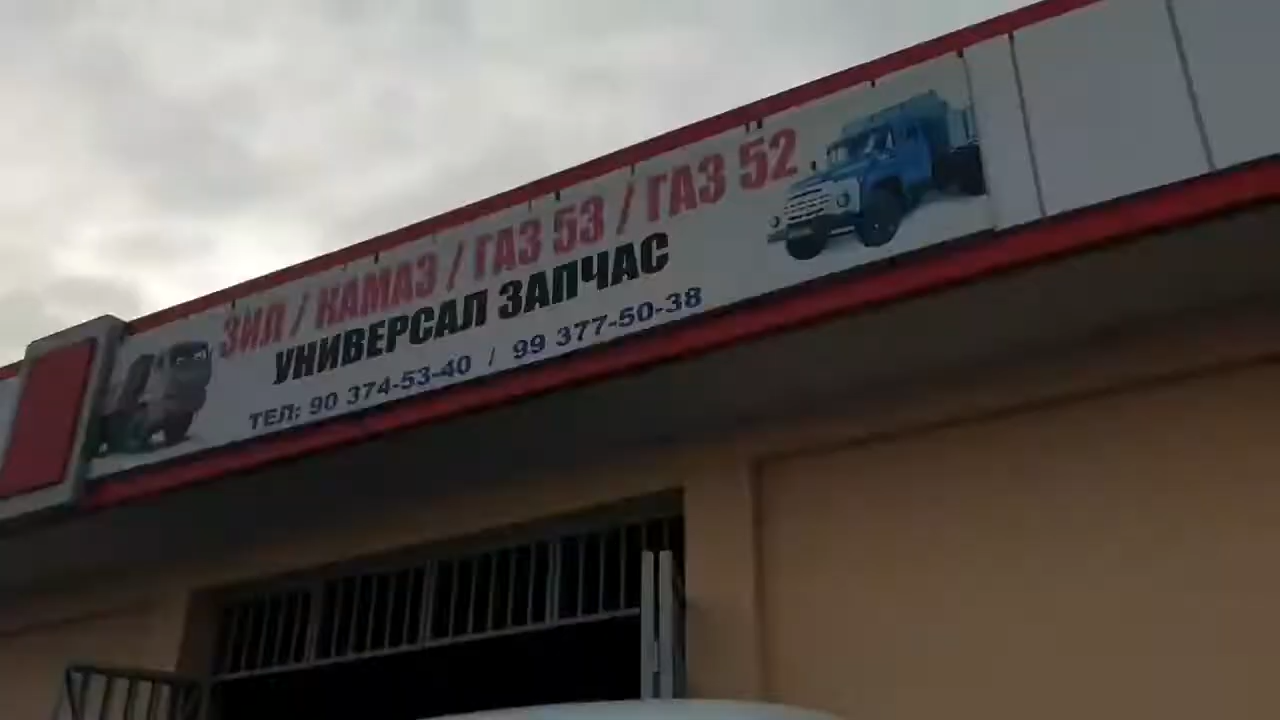 ЗИЛ / КАМАЗ / ГАЗ 53 / ГАЗ 52
УНИВЕРСАЛ ЗАПЧАС
ТЕЛ: 90 374-53-40 / 99 377-50-38